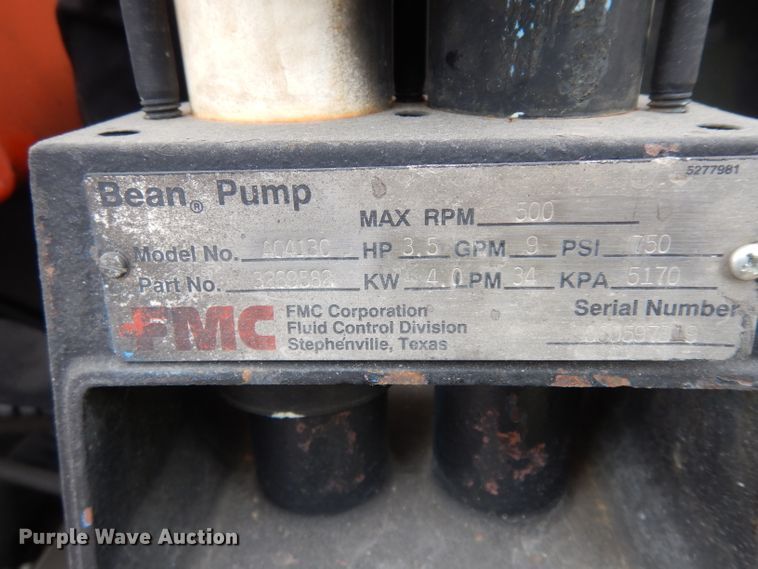 5277981
Bean® Pump
MAX RPM 500
Model No. HP 3.5 GPM 9 PSI 750
Part No. KW 4.0 LPM 34 KPA 5170
FMC FMC Corporation Serial Number
Fluid Control Division
Stephenville, Texas
Purple Wave Auction